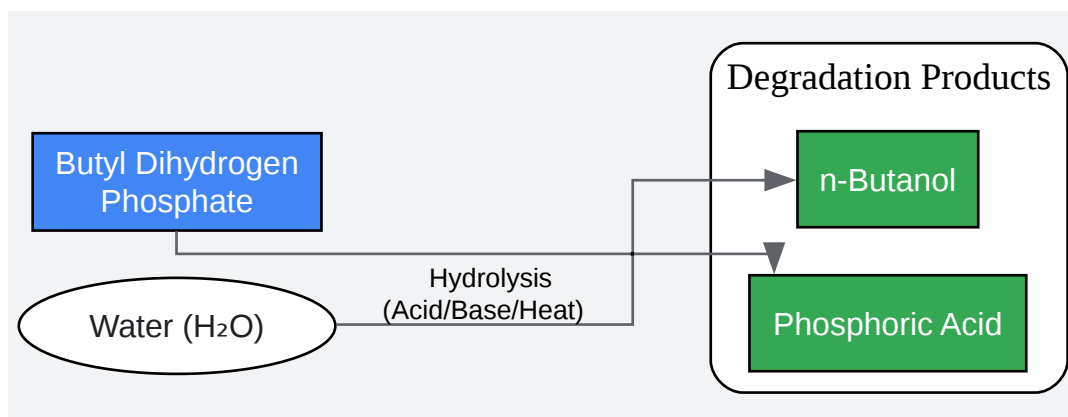 Degradation Products
Butyl Dihydrogen
Phosphate
n-Butanol
Hydrolysis
(Acid/Base/Heat)
Water (H₂O)
Phosphoric Acid